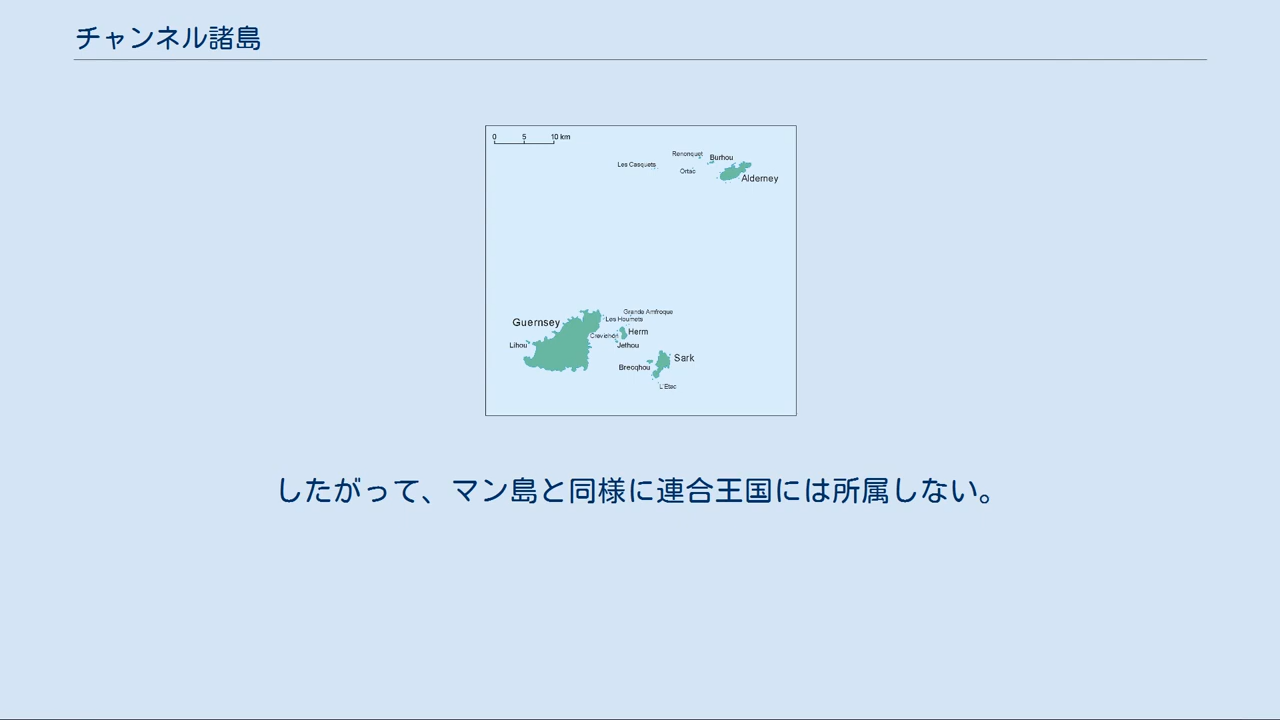 チャンネル諸島
0 5 10 km
Renonquet
Burhou
Les Casquets
Ortac
Alderney
Grande Amfroque
Les Houmets
Guernsey
Herm
Crevichon
Lihou
Jethou
Sark
Brecqhou
L'Etac
したがって、マン島と同様に連合王国には所属しない。